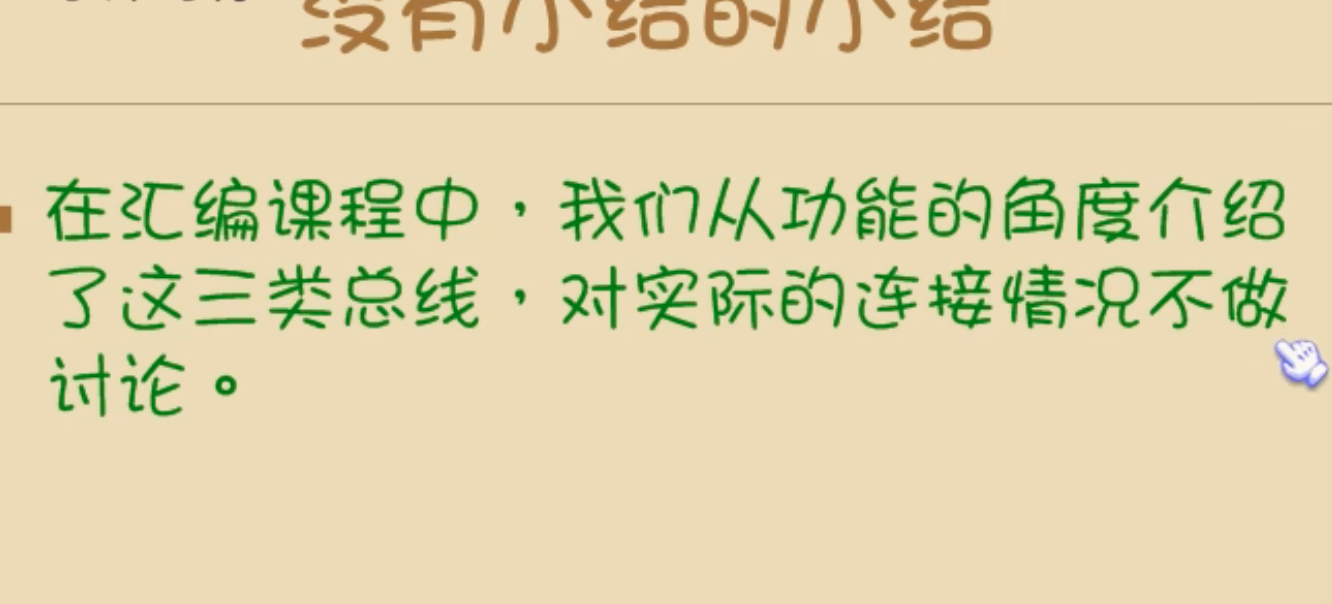 没有小结的小结
在汇编课程中，我们从功能的角度介绍
了这三类总线，对实际的连接情况不做
讨论。